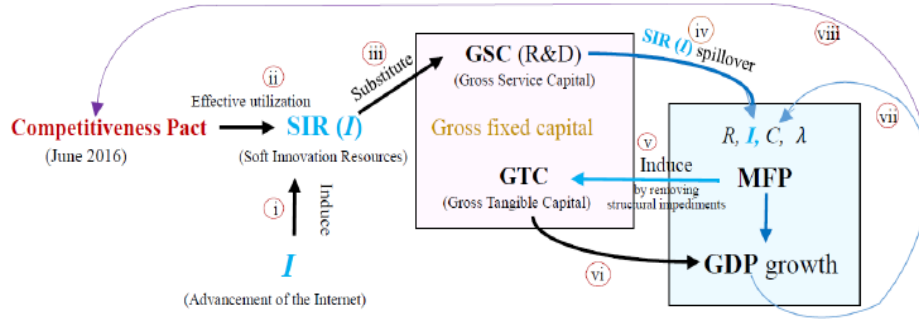 iv
viii
iii
GSC (R&D)
SIR (I) spillover
Substitute
(Gross Service Capital)
ii
Effective utilization
Competitiveness Pact
SIR (I)
Gross fixed capital
R, I, C, λ
vii
(June 2016)
(Soft Innovation Resources)
v
Induce
GTC
MFP
by removing
structural impediments
(Gross Tangible Capital)
i
Induce
I
vi
GDP growth
(Advancement of the Internet)